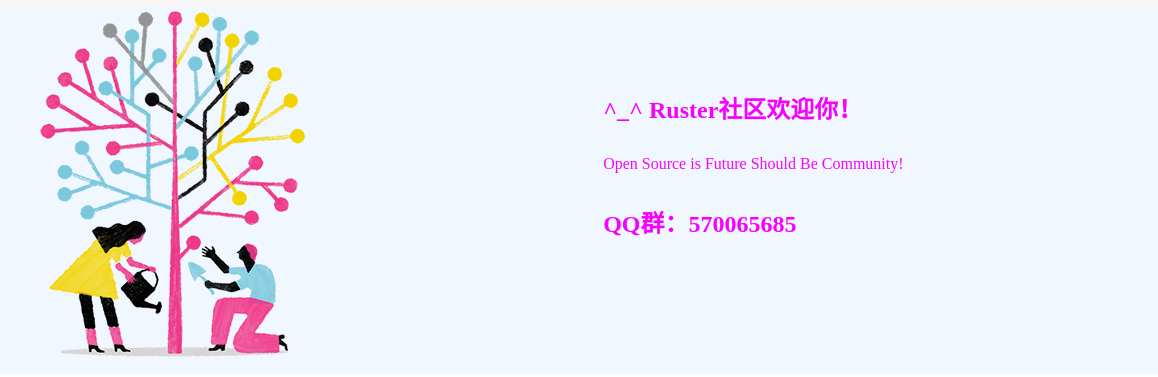 ^_^ Ruster社区欢迎你！
Open Source is Future Should Be Community!
QQ群：570065685